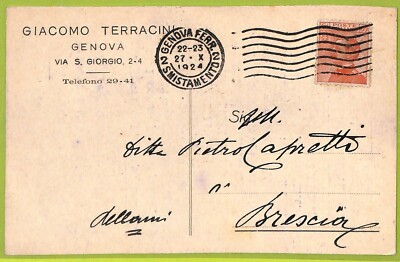 GIACOMO TERRACINI
GENOVA
VIA S. GIORGIO, 2-4
Telefono 29-41
GENOVA FERR.
22-23
27·X
1924
SMISTAMENTO
Ditta Pietro Capretti
Brescia